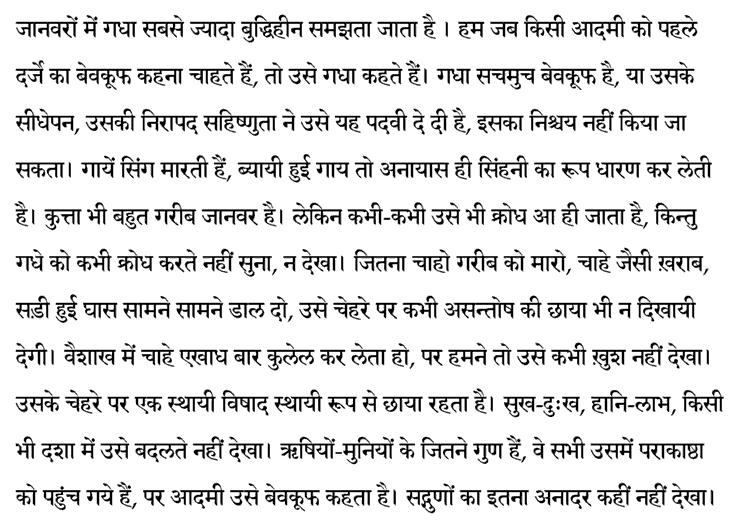 जानवरों में गधा सबसे ज्यादा बुद्धिहीन समझता जाता है । हम जब किसी आदमी को पहले
दर्जे का बेवकूफ कहना चाहते हैं, तो उसे गधा कहते हैं। गधा सचमुच बेवकूफ है, या उसके
सीधेपन, उसकी निरापद सहिष्णुता ने उसे यह पदवी दे दी है, इसका निश्चय नहीं किया जा
सकता। गायें सिंग मारती हैं, ब्यायी हुई गाय तो अनायास ही सिंहनी का रूप धारण कर लेती
है। कुत्ता भी बहुत गरीब जानवर है। लेकिन कभी-कभी उसे भी क्रोध आ ही जाता है, किन्तु
गधे को कभी क्रोध करते नहीं सुना, न देखा। जितना चाहो गरीब को मारो, चाहे जैसी ख़राब,
सड़ी हुई घास सामने सामने डाल दो, उसे चेहरे पर कभी असन्तोष की छाया भी न दिखायी
देगी। वैशाख में चाहे एखाध बार कुलेल कर लेता हो, पर हमने तो उसे कभी ख़ुश नहीं देखा।
उसके चेहरे पर एक स्थायी विषाद स्थायी रूप से छाया रहता है। सुख-दुःख, हानि-लाभ, किसी
भी दशा में उसे बदलते नहीं देखा। ऋषियों-मुनियों के जितने गुण हैं, वे सभी उसमें पराकाष्ठा
को पहुंच गये हैं, पर आदमी उसे बेवकूफ कहता है। सद्गुणों का इतना अनादर कहीं नहीं देखा।